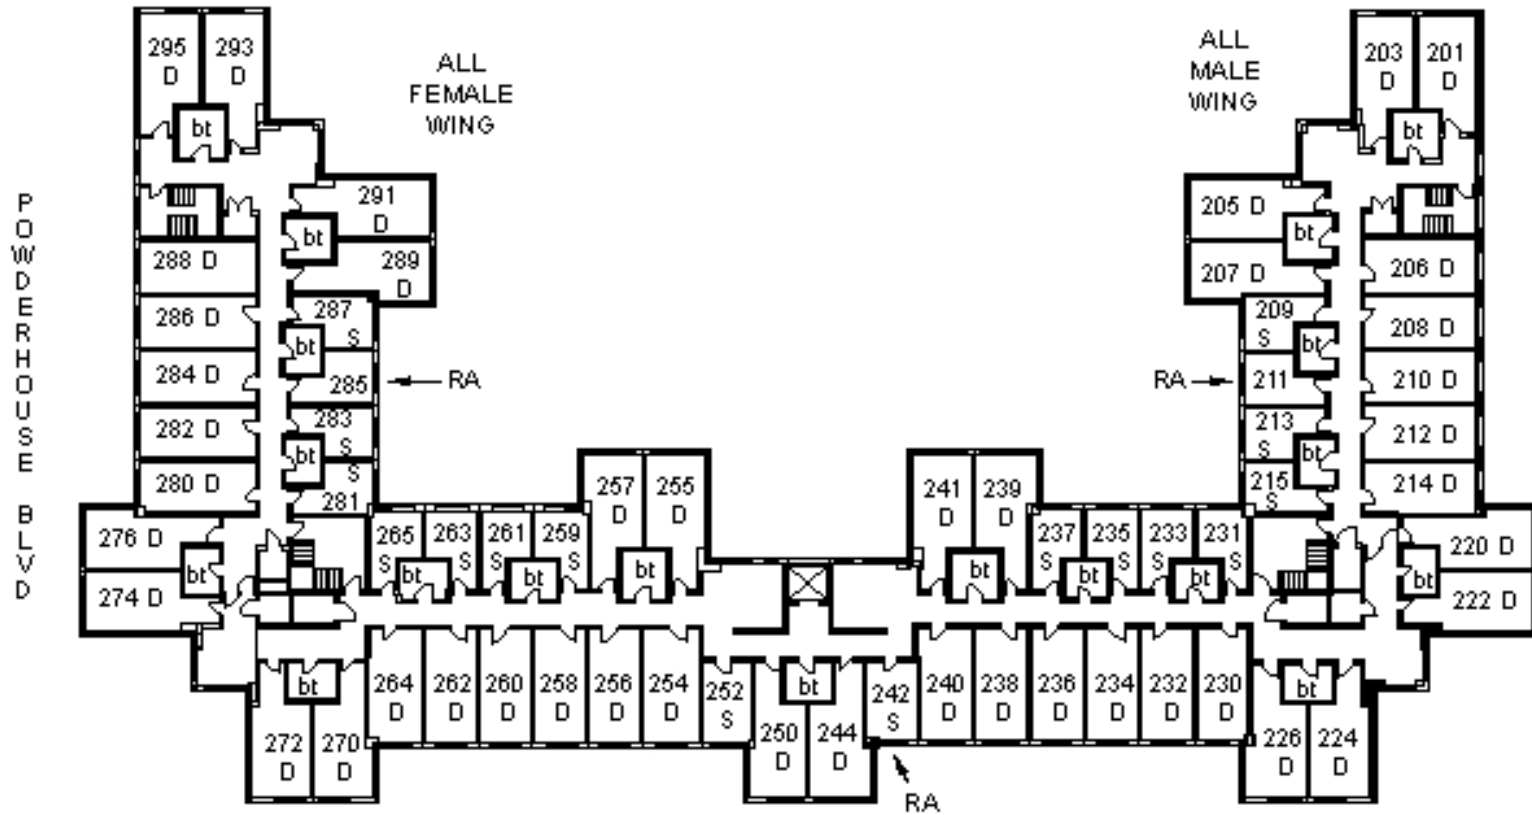 295 D
293 D
ALL
FEMALE
WING
ALL
MALE
WING
203 D
201 D
bt
bt
POWDERHOUSE BLVD
291 D
bt
289 D
288 D
205 D
bt
207 D
206 D
286 D
287 S
bt
285
RA
284 D
209 S
bt
211
RA
208 D
210 D
282 D
283 S
bt
S
281
280 D
213 S
bt
215 S
212 D
214 D
276 D
bt
274 D
265 S
bt
263 S
261 S
bt
259 S
257 D
bt
255 D
241 D
bt
239 D
237 S
bt
235 S
233 S
bt
231 S
220 D
bt
222 D
bt
272 D
270 D
264 D
262 D
260 D
258 D
256 D
254 D
252 S
bt
250 D
244 D
242 S
RA
240 D
238 D
236 D
234 D
232 D
230 D
bt
226 D
224 D